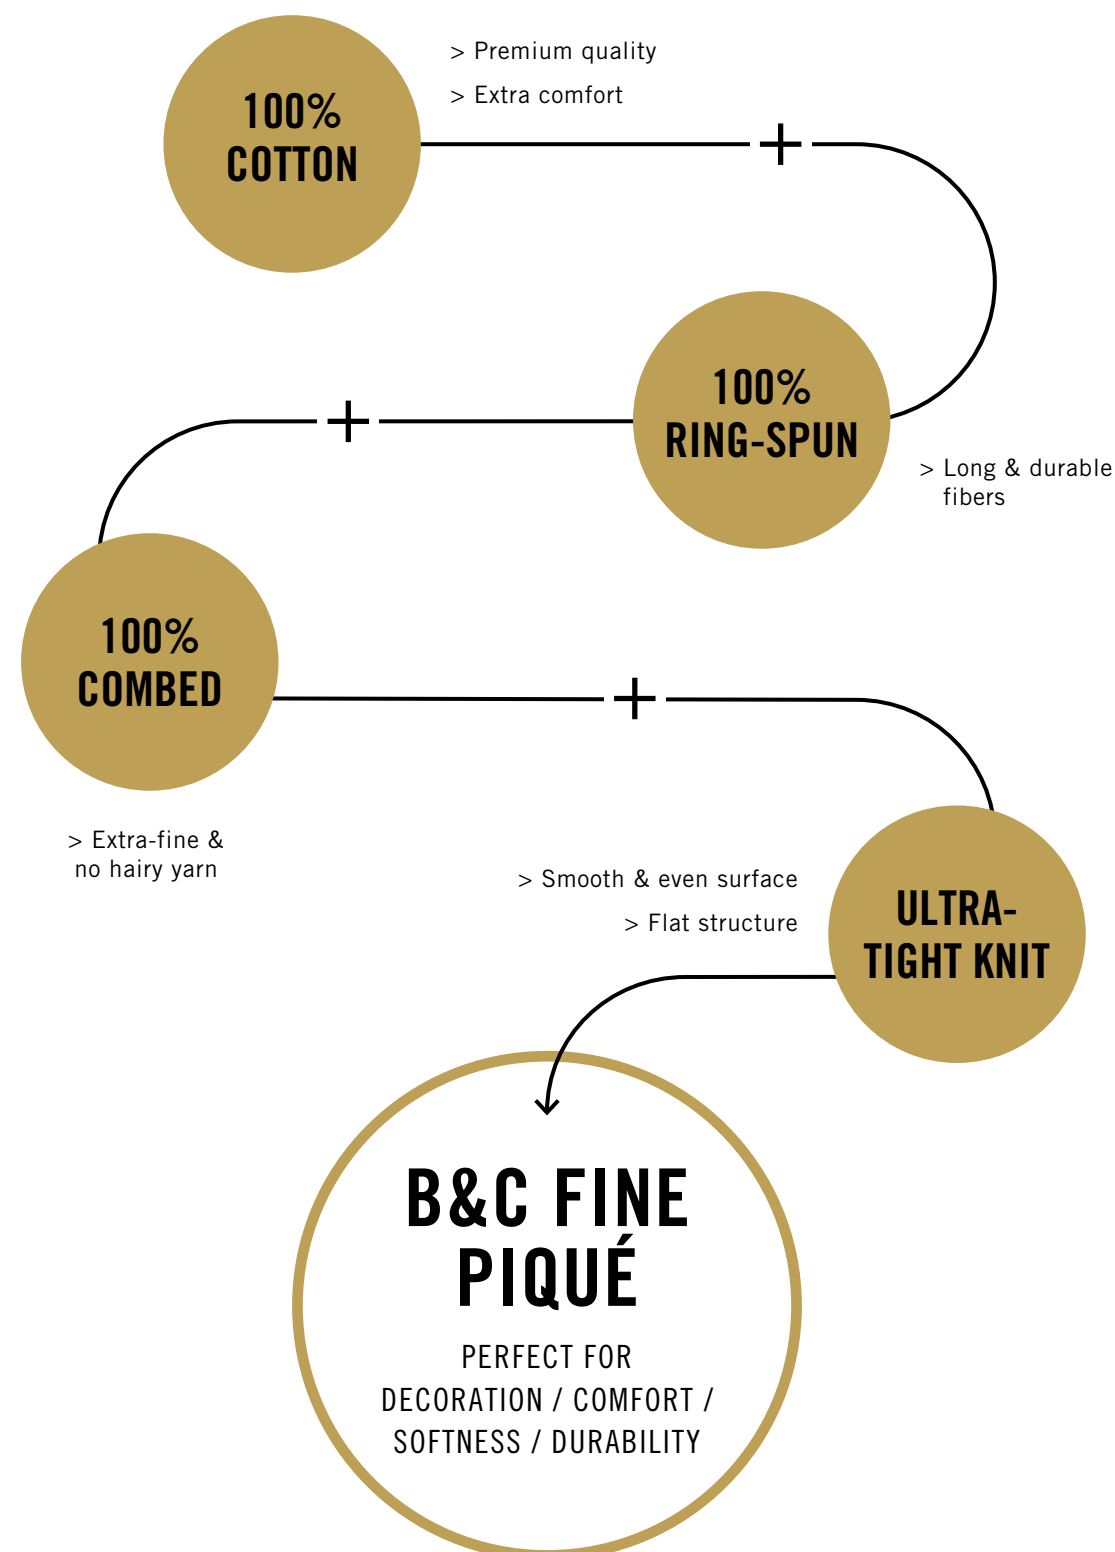 > Premium quality
> Extra comfort
100%
COTTON
100%
RING-SPUN
> Long & durable
fibers
100%
COMBED
> Extra-fine &
no hairy yarn
> Smooth & even surface
> Flat structure
ULTRA-
TIGHT KNIT
B&C FINE
PIQUÉ
PERFECT FOR
DECORATION / COMFORT /
SOFTNESS / DURABILITY